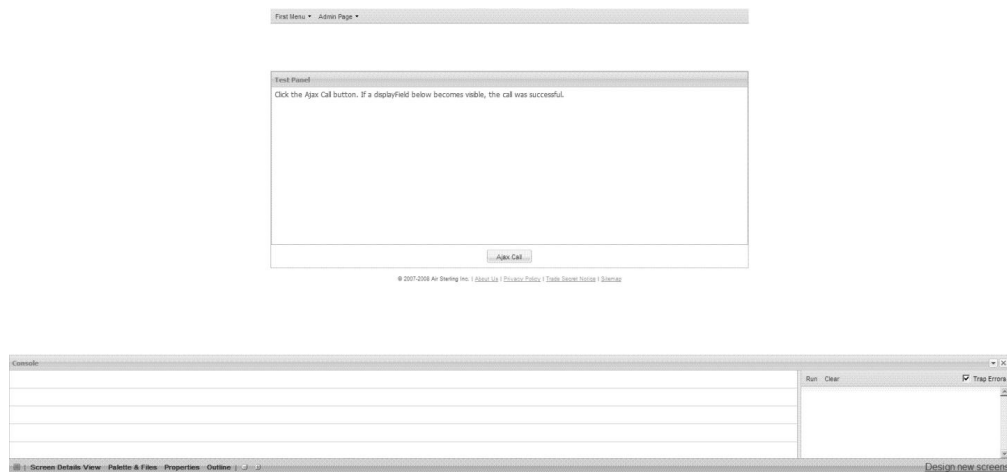 First Menu Admin Page
Test Panel
Click the Ajax Call button. If a displayField below becomes visible, the call was successful.
Ajax Call
© 2007-2008 Air Sterling Inc. | About Us | Privacy Policy | Trade Secret Notice | Sitemap
Console
Run Clear Trap Errors
| Screen Details View Palette & Files Properties Outline |
Design new screen